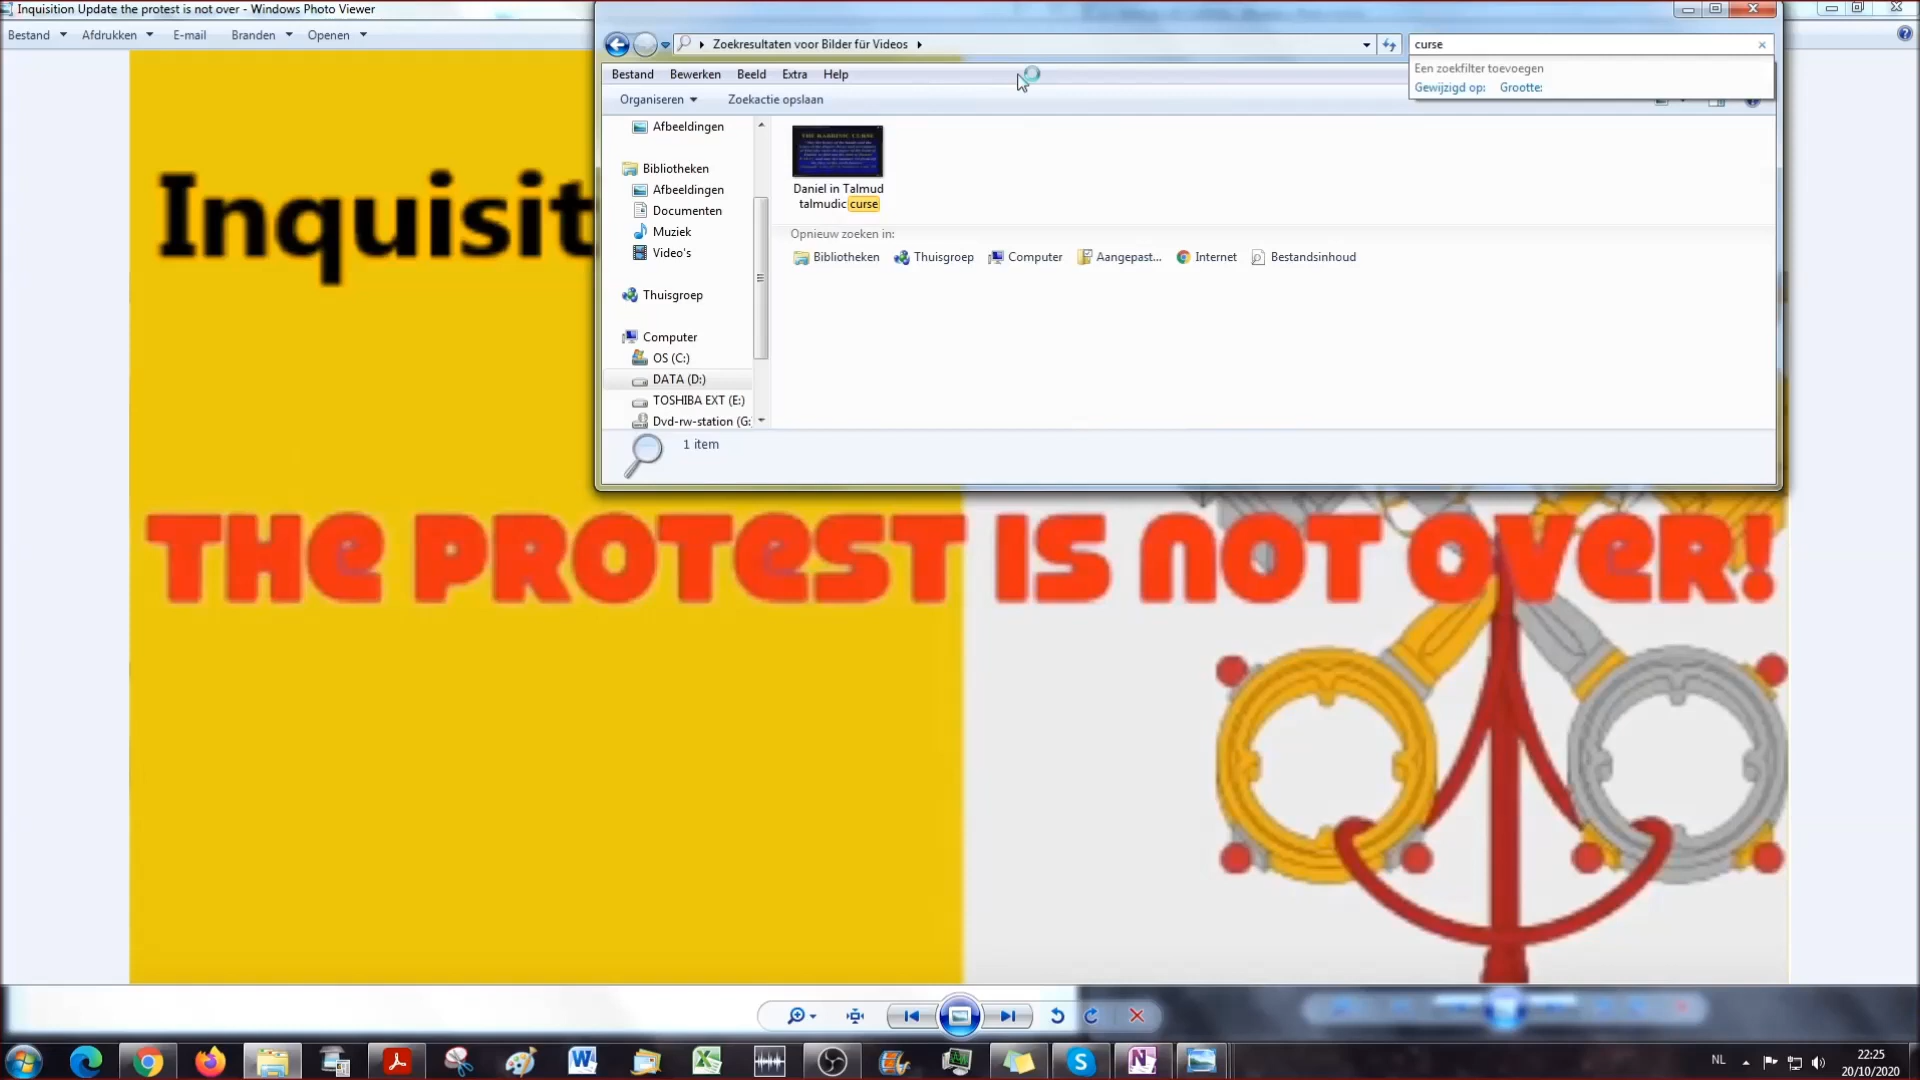 Inquisition Update the protest is not over - Windows Photo Viewer
Bestand Afdrukken E-mail Branden Openen
Zoekresultaten voor Bilder für Videos
curse
Een zoekfilter toevoegen
Gewijzigd op: Grootte:
Bestand Bewerken Beeld Extra Help
Organiseren Zoekactie opslaan
Afbeeldingen
Bibliotheken
Afbeeldingen
Documenten
Muziek
Video's
Thuisgroep
Computer
OS (C:)
DATA (D:)
TOSHIBA EXT (E:)
Dvd-rw-station (G:
THE RABBINIC CURSE
Daniel in Talmud
talmudic curse
Opnieuw zoeken in:
Bibliotheken Thuisgroep Computer Aangepast... Internet Bestandsinhoud
1 item
Inquisit
THE PROTEST IS NOT OVER!
NL
22:25
20/10/2020